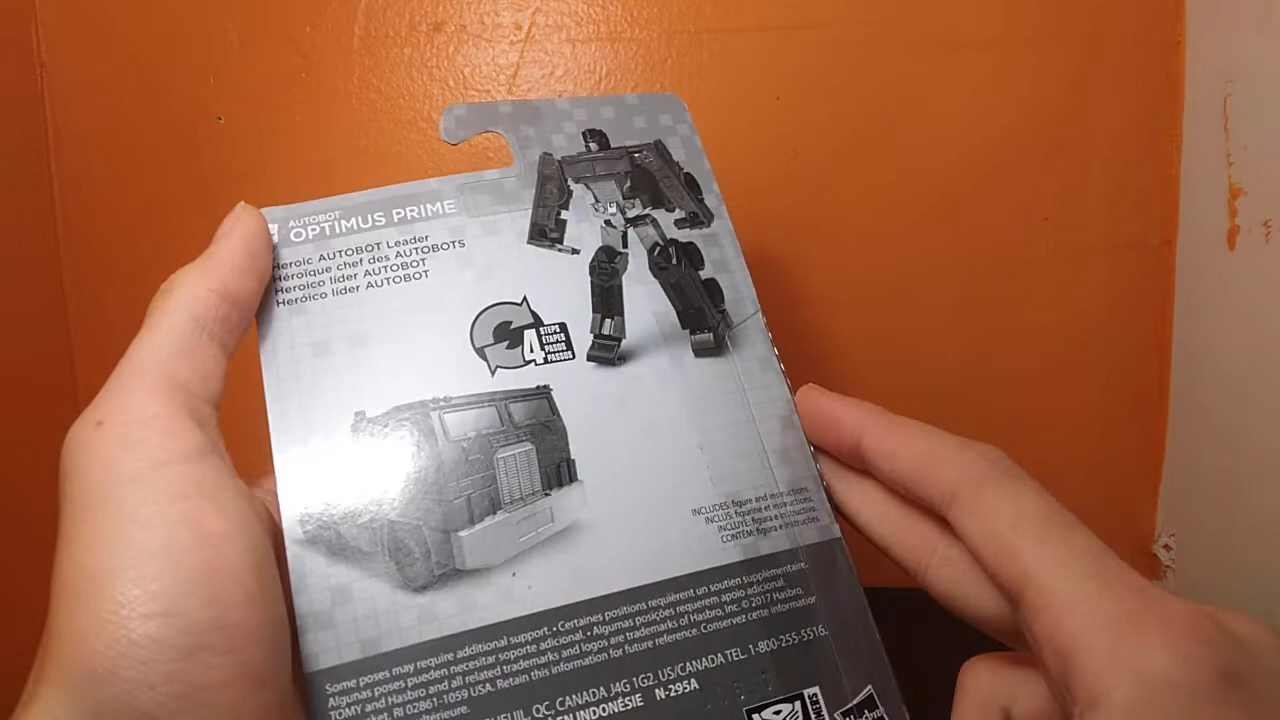 AUTOBOT
OPTIMUS PRIME
Heroic AUTOBOT Leader
Héroïque chef des AUTOBOTS
Heroico líder AUTOBOT
Heróico líder AUTOBOT
4 STEPS
ETAPES
PASOS
PASSOS
INCLUDES: figure and instructions.
INCLUS: figurine et instructions.
INCLUYE: figura e instructivo.
CONTÉM: figura e instruções.
Some poses may require additional support. • Certaines positions requièrent un soutien supplémentaire.
Algunas poses pueden necesitar soporte adicional. • Algumas posições requerem apoio adicional.
TOMY and Hasbro and all related trademarks and logos are trademarks of Hasbro, Inc. © 2017 Hasbro,
RI 02861-1059 USA. Retain this information for future reference. Conservez cette information
ultérieure.
QC, CANADA J4G 1G2. US/CANADA TEL. 1-800-255-5516.
EN INDONÉSIE N-295A
Hasbro